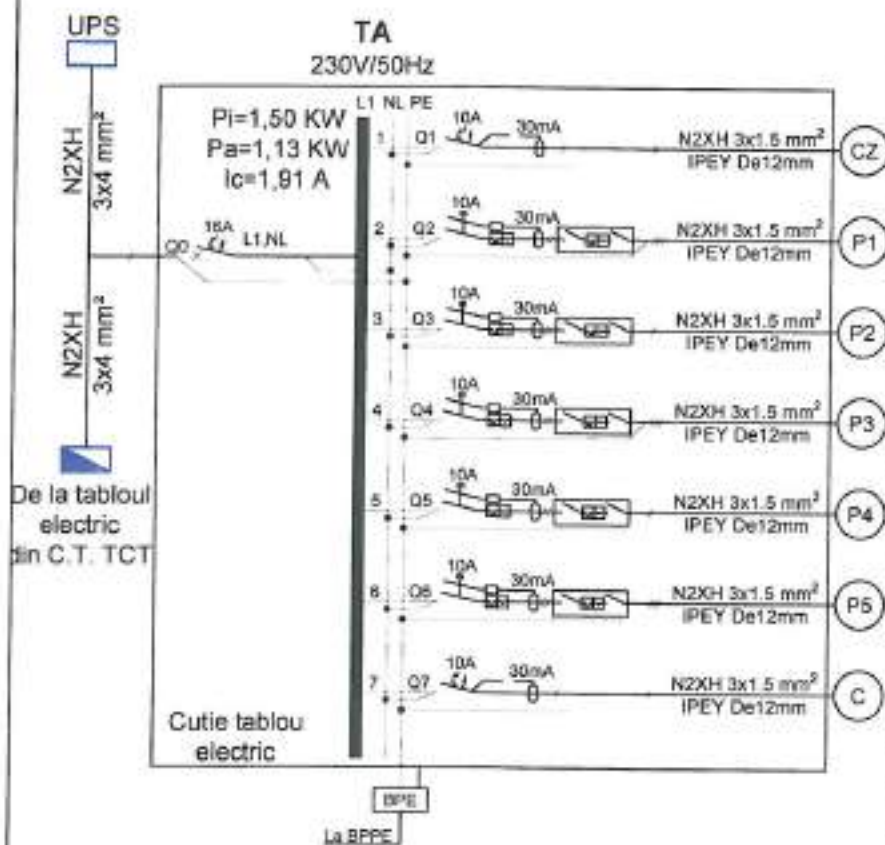 UPS
TA
230V/50Hz
N2XH
3x4 mm²
N2XH
3x4 mm²
De la tabloul
electric
din C.T. TCT
Pi=1,50 KW
Pa=1,13 KW
Ic=1,91 A
L1 NL PE
Q0
16A
L1,NL
1
Q1
10A
30mA
N2XH 3x1.5 mm²
IPEY De12mm
CZ
2
Q2
10A
30mA
N2XH 3x1.5 mm²
IPEY De12mm
P1
3
Q3
10A
30mA
N2XH 3x1.5 mm²
IPEY De12mm
P2
4
Q4
10A
30mA
N2XH 3x1.5 mm²
IPEY De12mm
P3
5
Q5
10A
30mA
N2XH 3x1.5 mm²
IPEY De12mm
P4
6
Q6
10A
30mA
N2XH 3x1.5 mm²
IPEY De12mm
P5
7
Q7
10A
30mA
N2XH 3x1.5 mm²
IPEY De12mm
C
Cutie tablou
electric
BPE
La BPPE